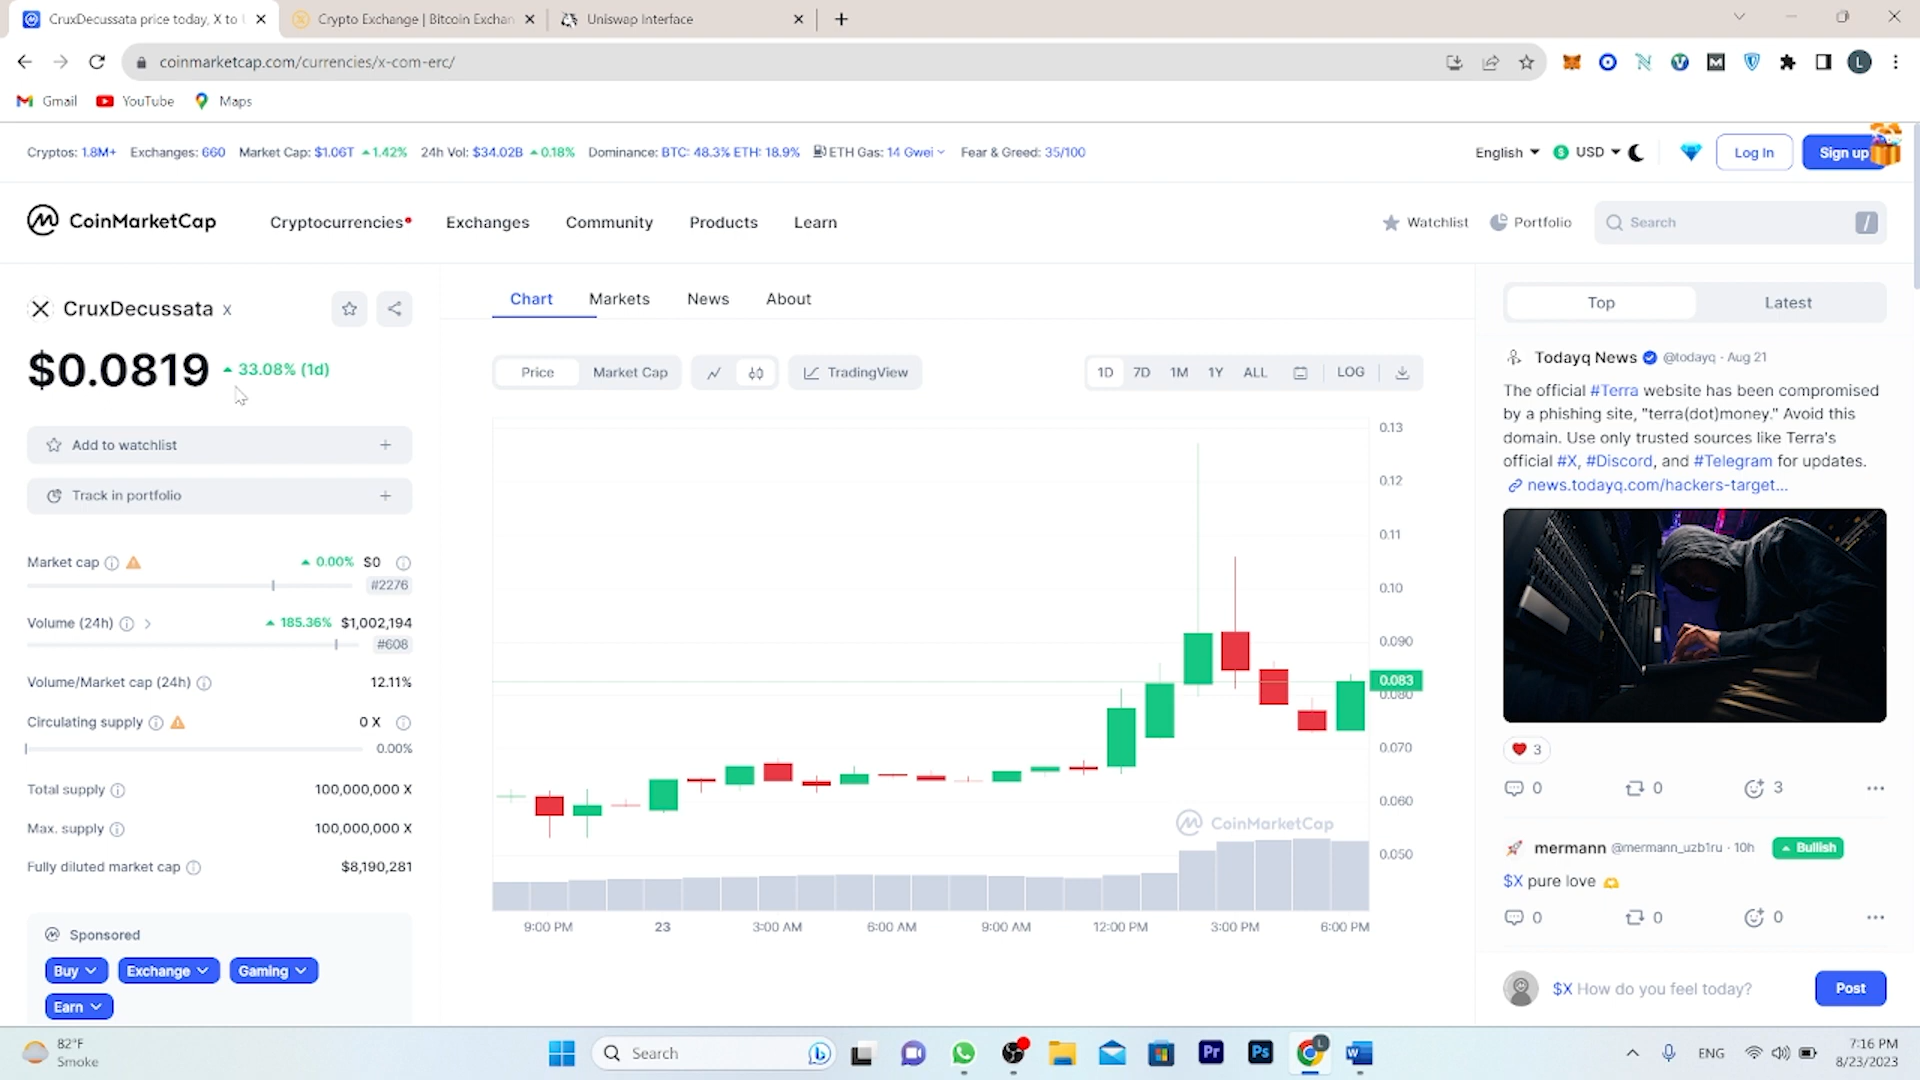 CruxDecussata price today, X to U
Crypto Exchange | Bitcoin Exchan
Uniswap Interface
coinmarketcap.com/currencies/x-com-erc/
L
Gmail YouTube Maps
Cryptos: 1.8M+ Exchanges: 660 Market Cap: $1.06T 1.42% 24h Vol: $34.02B 0.18% Dominance: BTC: 48.3% ETH: 18.9% ETH Gas: 14 Gwei Fear & Greed: 35/100
English USD Log In Sign up
CoinMarketCap
Cryptocurrencies Exchanges Community Products Learn
Watchlist Portfolio Search /
CruxDecussata X
$0.0819 33.08% (1d)
Add to watchlist
Track in portfolio
Market cap 0.00% $0
#2276
Volume (24h) 185.36% $1,002,194
#608
Volume/Market cap (24h) 12.11%
Circulating supply 0 X
0.00%
Total supply 100,000,000 X
Max. supply 100,000,000 X
Fully diluted market cap $8,190,281
Sponsored
Buy Exchange Gaming
Earn
Chart Markets News About
Price Market Cap TradingView
1D 7D 1M 1Y ALL LOG
0.13
0.12
0.11
0.10
0.090
0.083
0.080
0.070
0.060
0.050
CoinMarketCap
9:00 PM 23 3:00 AM 6:00 AM 9:00 AM 12:00 PM 3:00 PM 6:00 PM
Top Latest
Todayq News @todayq · Aug 21
The official #Terra website has been compromised
by a phishing site, "terra(dot)money." Avoid this
domain. Use only trusted sources like Terra's
official #X, #Discord, and #Telegram for updates.
news.todayq.com/hackers-target...
3
0 0 3
mermann @mermann_uzb1ru · 10h Bullish
$X pure love
0 0 0
$X How do you feel today? Post
82°F
Smoke
Search
Pr Ps L W
ENG
7:16 PM
8/23/2023